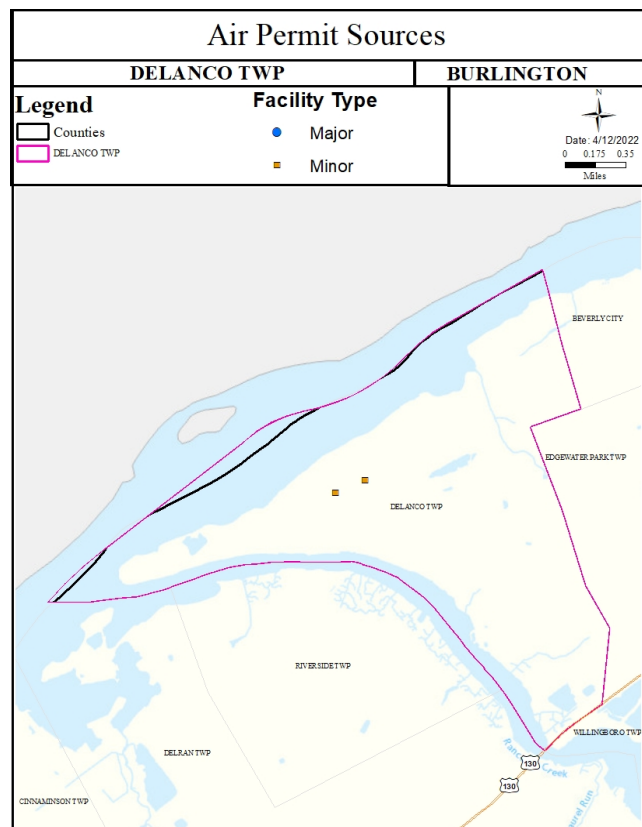 Air Permit Sources
DELANCO TWP
BURLINGTON
Legend
Counties
DELANCO TWP
Facility Type
Major
Minor
N
Date: 4/12/2022
0 0.175 0.35
Miles
BEVERLY CITY
EDGEWATER PARK TWP
DELANCO TWP
RIVERSIDE TWP
WILLINGBORO TWP
DELRAN TWP
130
Creek
130
CINNAMINSON TWP
Run